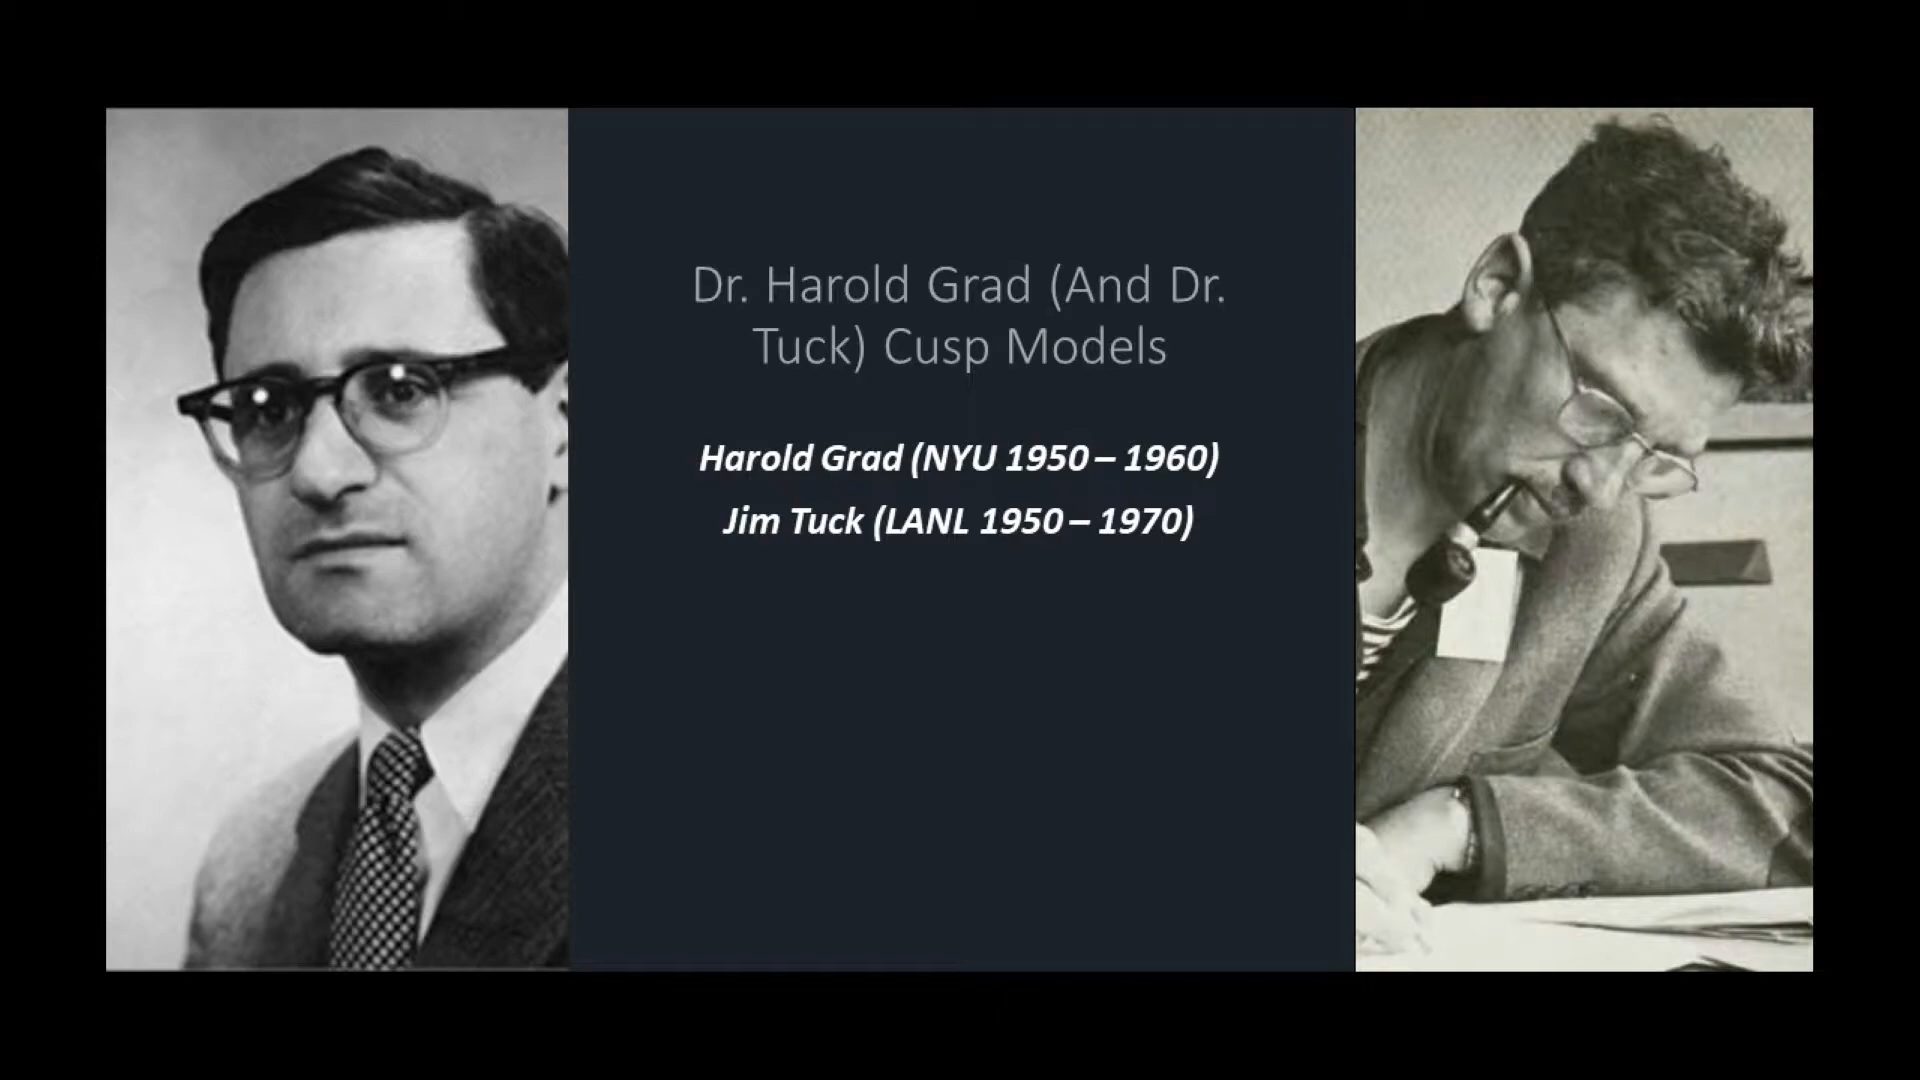 Dr. Harold Grad (And Dr.
Tuck) Cusp Models
Harold Grad (NYU 1950 – 1960)
Jim Tuck (LANL 1950 – 1970)